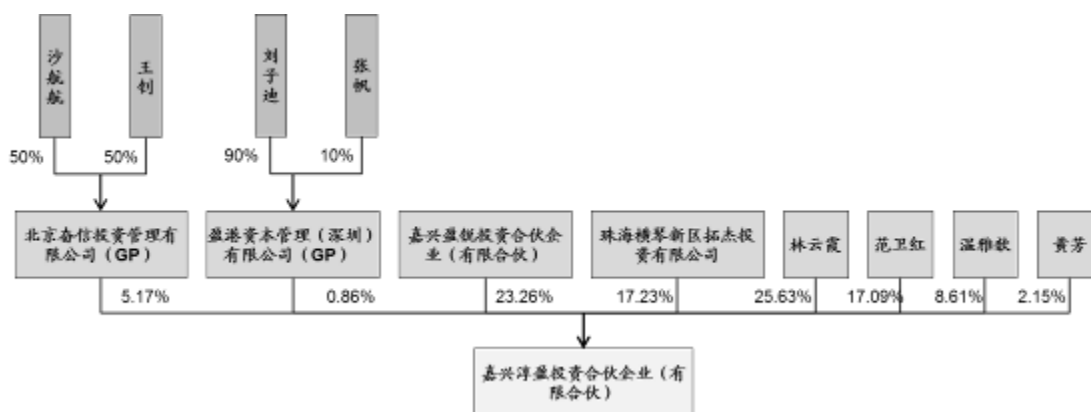 沙航航
王钊
刘子迪
张帆
50%
50%
90%
10%
北京奋信投资管理有
限公司（GP）
盈港资本管理（深圳）
有限公司（GP）
嘉兴盈锐投资合伙企
业（有限合伙）
珠海横琴新区拓杰投
资有限公司
林云霞
范卫红
温雅歆
黄芳
5.17%
0.86%
23.26%
17.23%
25.63%
17.09%
8.61%
2.15%
嘉兴淳盈投资合伙企业（有
限合伙）